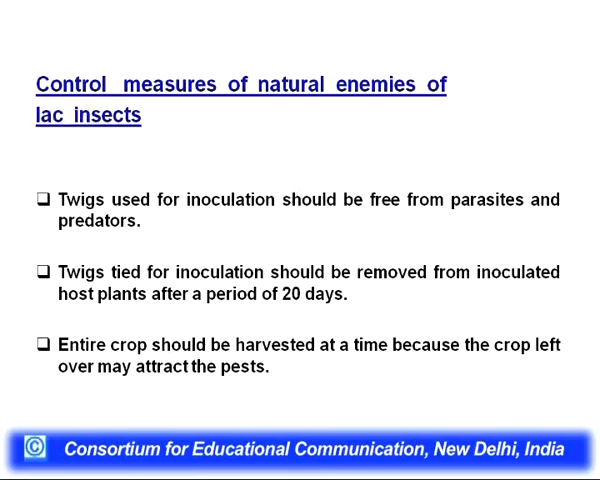 Control measures of natural enemies of
lac insects
❑ Twigs used for inoculation should be free from parasites and
predators.
❑ Twigs tied for inoculation should be removed from inoculated
host plants after a period of 20 days.
❑ Entire crop should be harvested at a time because the crop left
over may attract the pests.
© Consortium for Educational Communication, New Delhi, India